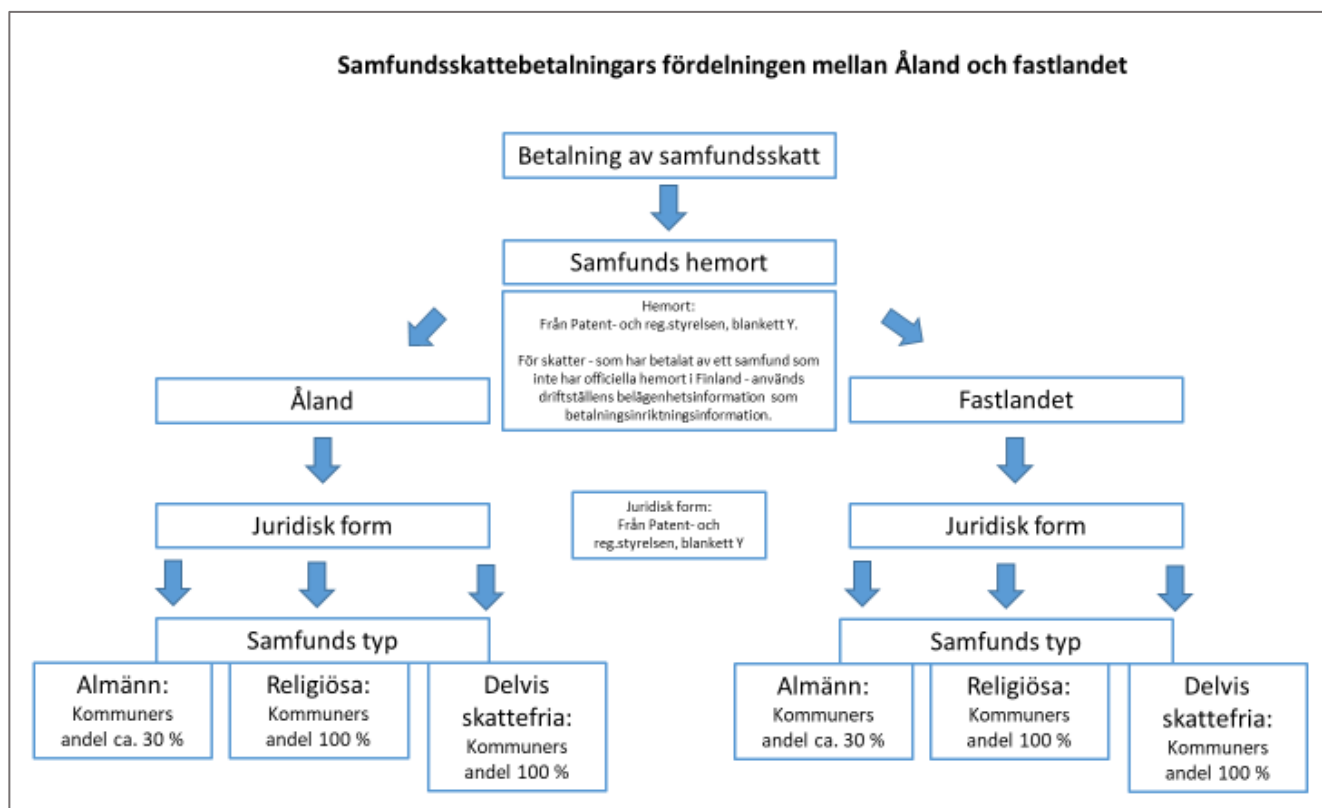 Samfundsskattebetalningars fördelningen mellan Åland och fastlandet
Betalning av samfundsskatt
Samfunds hemort
Hemort:
Från Patent- och reg.styrelsen, blankett Y.
För skatter - som har betalat av ett samfund som
inte har officiella hemort i Finland - används
driftställens belägenhetsinformation som
betalningsinriktningsinformation.
Åland
Fastlandet
Juridisk form
Juridisk form:
Från Patent- och
reg.styrelsen, blankett Y
Juridisk form
Samfunds typ
Almänn:
Kommuners
andel ca. 30 %
Religiösa:
Kommuners
andel 100 %
Delvis
skattefria:
Kommuners
andel 100 %
Samfunds typ
Almänn:
Kommuners
andel ca. 30 %
Religiösa:
Kommuners
andel 100 %
Delvis
skattefria:
Kommuners
andel 100 %